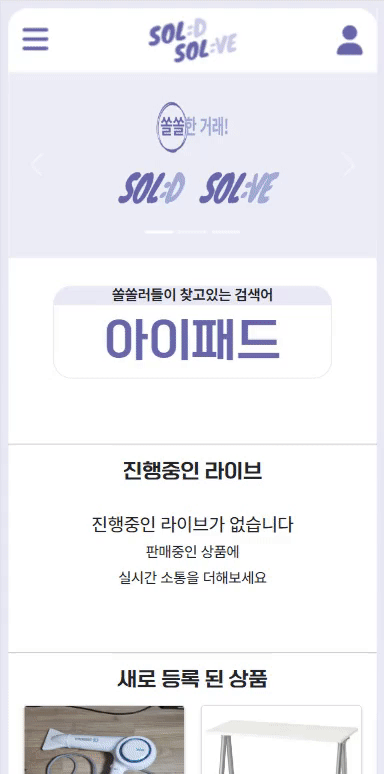 SOL:D
SOL:VE
쏠쏠한 거래!
SOL:D SOL:VE
쏠쏠러들이 찾고있는 검색어
아이패드
진행중인 라이브
진행중인 라이브가 없습니다
판매중인 상품에
실시간 소통을 더해보세요
새로 등록 된 상품